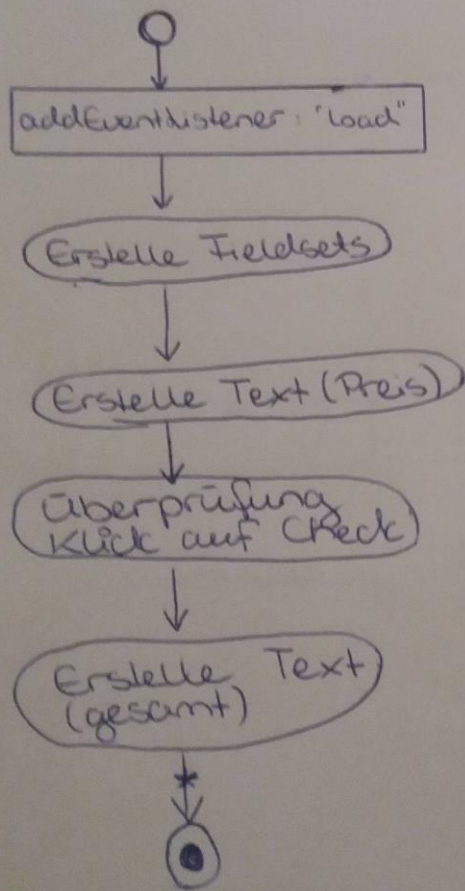 addEventListener: "load"
Erstelle Fieldsets
Erstelle Text (Preis)
Überprüfung
Klick auf Check
Erstelle Text
(gesamt)